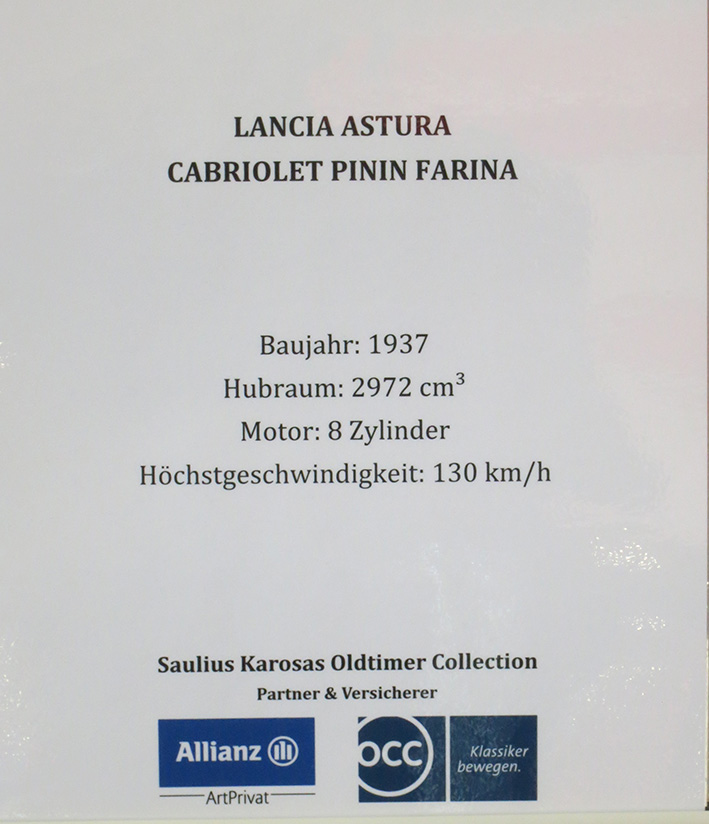 LANCIA ASTURA
CABRIOLET PININ FARINA
Baujahr: 1937
Hubraum: 2972 cm³
Motor: 8 Zylinder
Höchstgeschwindigkeit: 130 km/h
Saulius Karosas Oldtimer Collection
Partner & Versicherer
Allianz
ArtPrivat
OCC
Klassiker
bewegen.